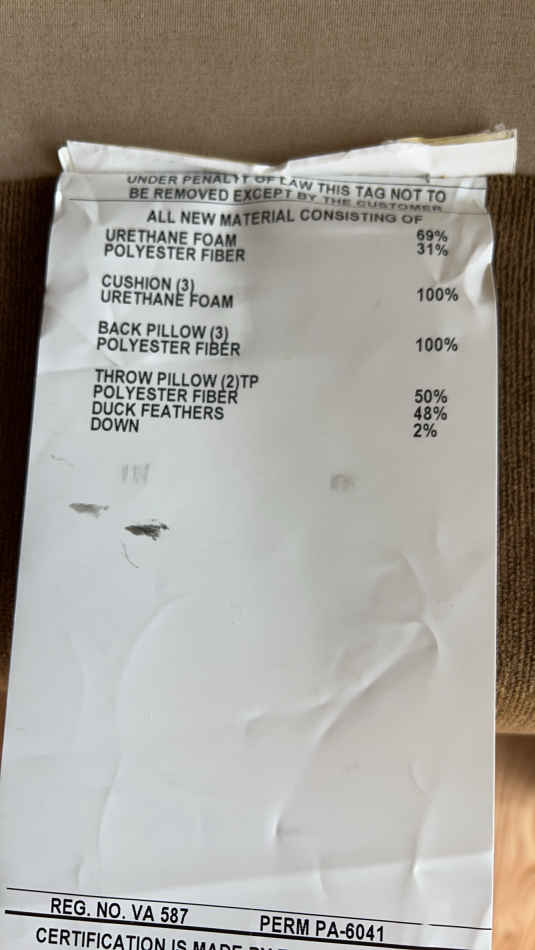 UNDER PENALTY OF LAW THIS TAG NOT TO
BE REMOVED EXCEPT BY THE CUSTOMER
ALL NEW MATERIAL CONSISTING OF
URETHANE FOAM 69%
POLYESTER FIBER 31%
CUSHION (3)
URETHANE FOAM 100%
BACK PILLOW (3)
POLYESTER FIBER 100%
THROW PILLOW (2)TP
POLYESTER FIBER 50%
DUCK FEATHERS 48%
DOWN 2%
REG. NO. VA 587 PERM PA-6041
CERTIFICATION IS MADE